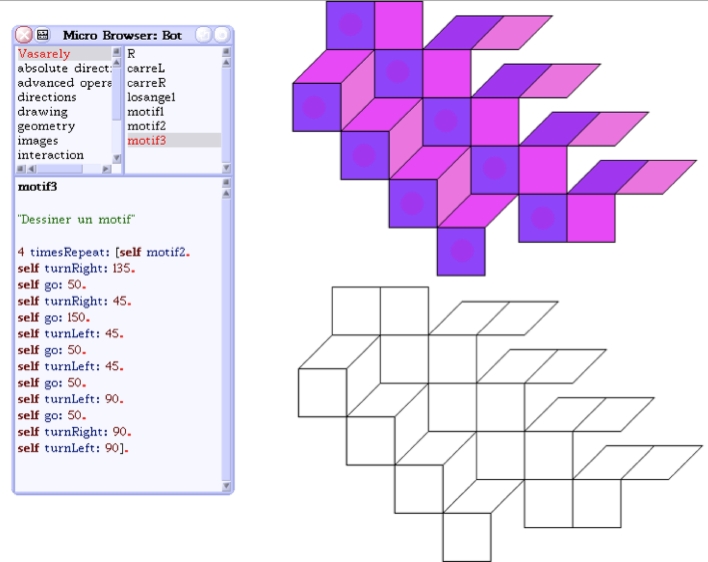 Micro Browser: Bot
Vasarely
absolute direct:
advanced opera
directions
drawing
geometry
images
interaction
R
carreL
carreR
losange1
motif1
motif2
motif3
motif3
"Dessiner un motif"
4 timesRepeat: [self motif2.
self turnRight: 135.
self go: 50.
self turnRight: 45.
self go: 150.
self turnLeft: 45.
self go: 50.
self turnLeft: 45.
self go: 50.
self turnLeft: 90.
self go: 50.
self turnRight: 90.
self turnLeft: 90].